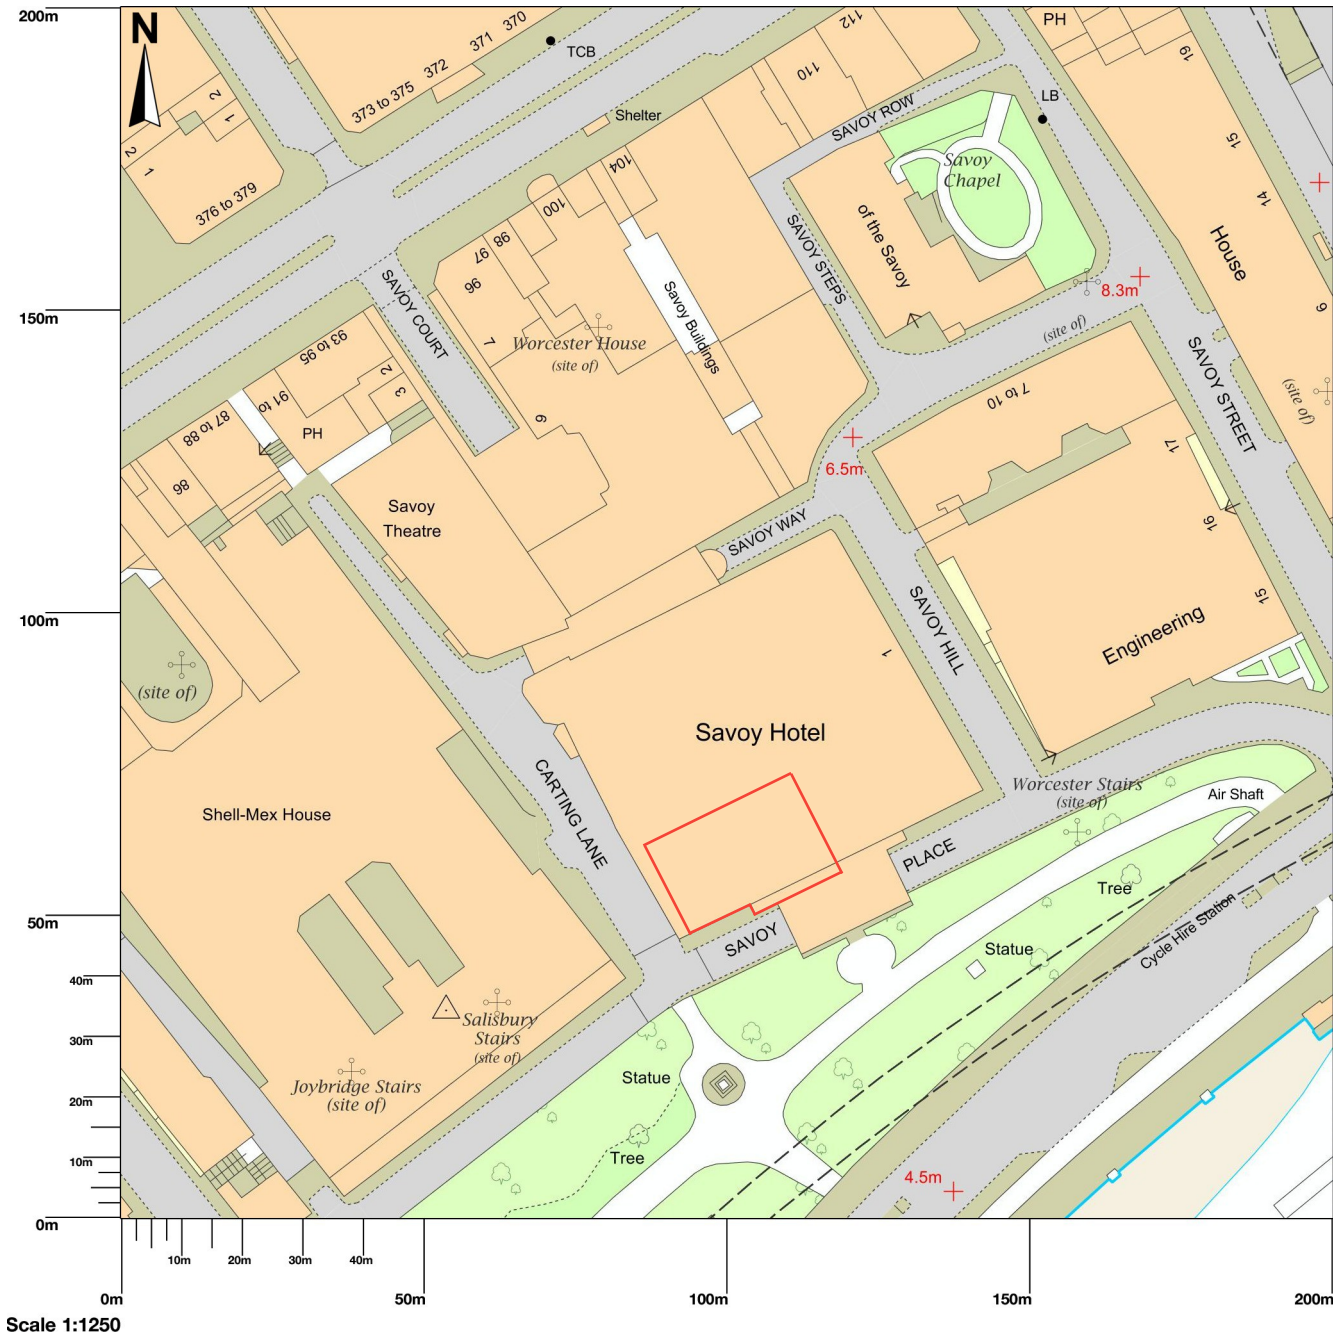 200m
N
370
371
372
373 to 375
TCB
112
110
PH
19
LB
SAVOY ROW
Shelter
104
2
1
2
1
376 to 379
Savoy
Chapel
15
14
100
98
97
96
7
SAVOY STEPS
of the Savoy
House
9
SAVOY COURT
Savoy Buildings
8.3m
150m
Worcester House
(site of)
(site of)
93 to 95
2
3
91 to
87 to 88
PH
86
SAVOY STREET
(site of)
7 to 10
6
6.5m
17
16
15
Savoy
Theatre
SAVOY WAY
SAVOY HILL
Engineering
100m
(site of)
1
Savoy Hotel
CARTING LANE
Worcester Stairs
(site of)
Air Shaft
Shell-Mex House
PLACE
Tree
50m
SAVOY
Statue
Cycle Hire Station
40m
Salisbury
Stairs
(site of)
30m
Joybridge Stairs
(site of)
Statue
20m
Tree
10m
4.5m
0m
10m
20m
30m
40m
0m
50m
100m
150m
200m
Scale 1:1250